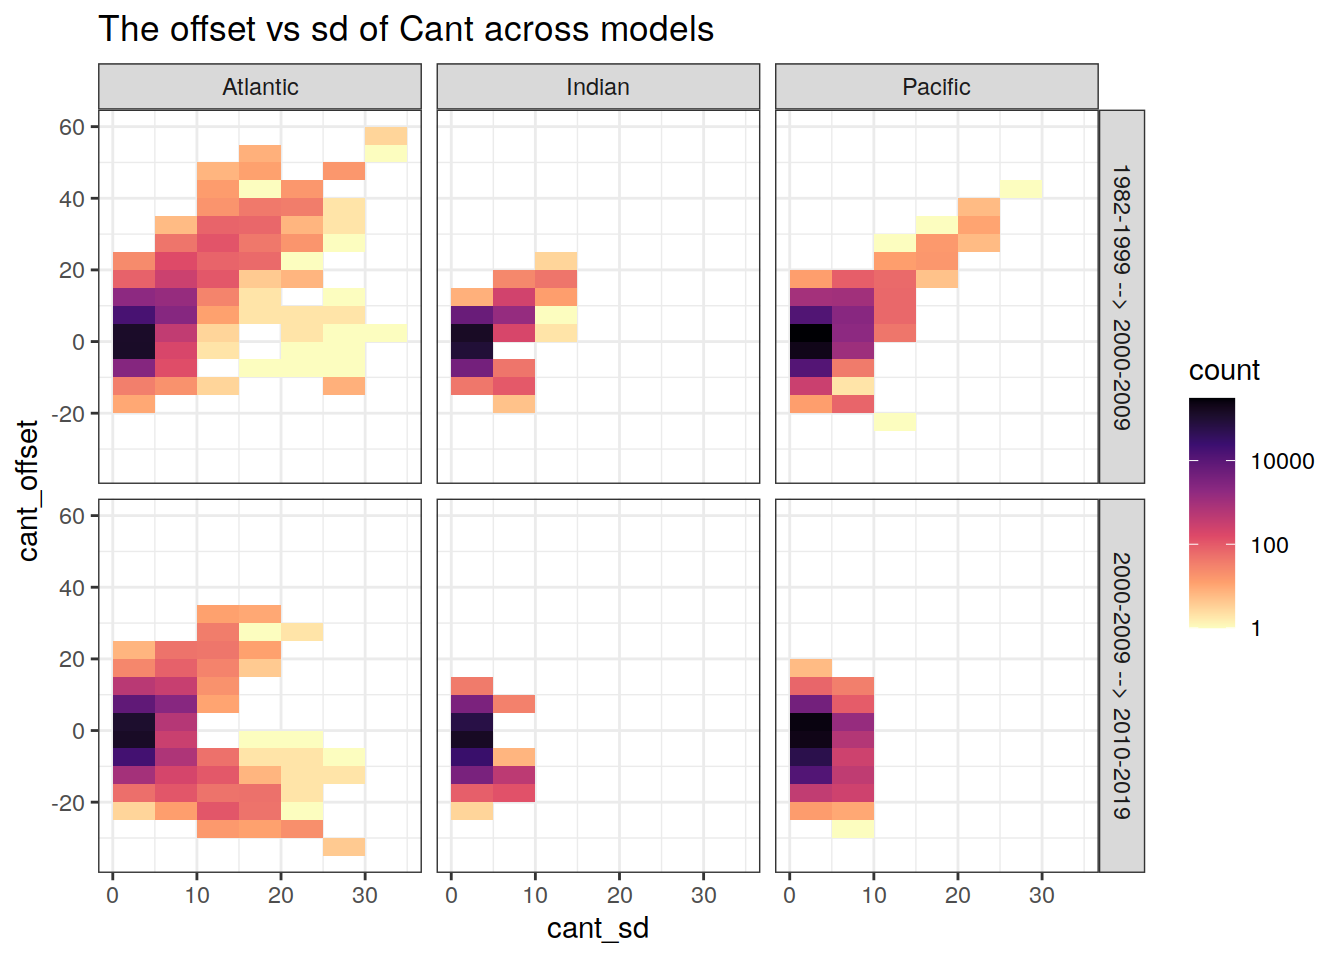 The offset vs sd of Cant across models
Atlantic
Indian
Pacific
60
40
20
0
-20
1982-1999 --> 2000-2009
60
40
20
0
-20
2000-2009 --> 2010-2019
cant_offset
0 10 20 30
0 10 20 30
0 10 20 30
cant_sd
count
10000
100
1